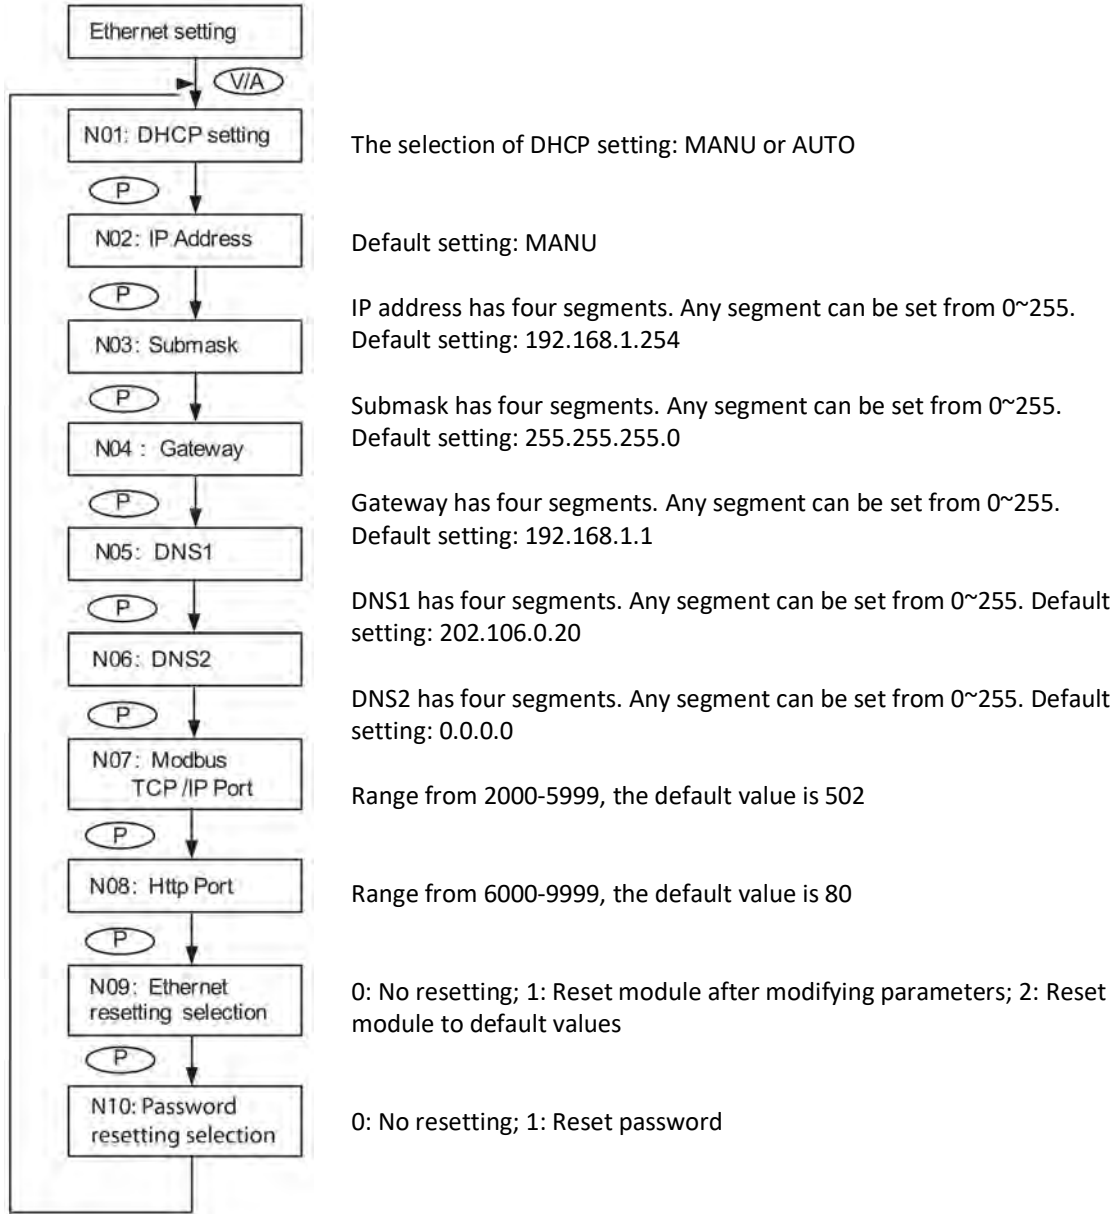 Ethernet setting
V/A
N01: DHCP setting
The selection of DHCP setting: MANU or AUTO
P
N02: IP Address
Default setting: MANU
P
IP address has four segments. Any segment can be set from 0~255.
Default setting: 192.168.1.254
N03: Submask
P
Submask has four segments. Any segment can be set from 0~255.
Default setting: 255.255.255.0
N04 : Gateway
P
Gateway has four segments. Any segment can be set from 0~255.
Default setting: 192.168.1.1
N05: DNS1
P
DNS1 has four segments. Any segment can be set from 0~255. Default
setting: 202.106.0.20
N06: DNS2
P
DNS2 has four segments. Any segment can be set from 0~255. Default
setting: 0.0.0.0
N07: Modbus
TCP /IP Port
Range from 2000-5999, the default value is 502
P
N08: Http Port
Range from 6000-9999, the default value is 80
P
N09: Ethernet
resetting selection
0: No resetting; 1: Reset module after modifying parameters; 2: Reset
module to default values
P
N10: Password
resetting selection
0: No resetting; 1: Reset password